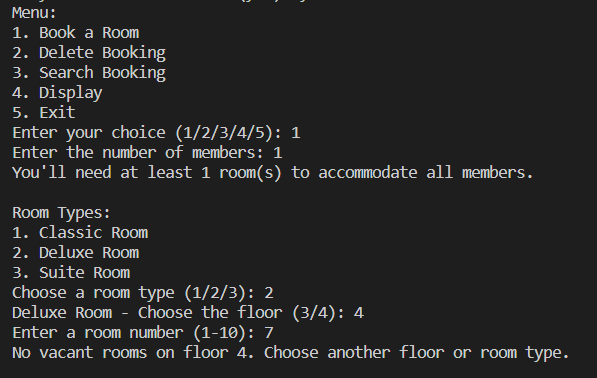 Menu:
1. Book a Room
2. Delete Booking
3. Search Booking
4. Display
5. Exit
Enter your choice (1/2/3/4/5): 1
Enter the number of members: 1
You'll need at least 1 room(s) to accommodate all members.

Room Types:
1. Classic Room
2. Deluxe Room
3. Suite Room
Choose a room type (1/2/3): 2
Deluxe Room - Choose the floor (3/4): 4
Enter a room number (1-10): 7
No vacant rooms on floor 4. Choose another floor or room type.